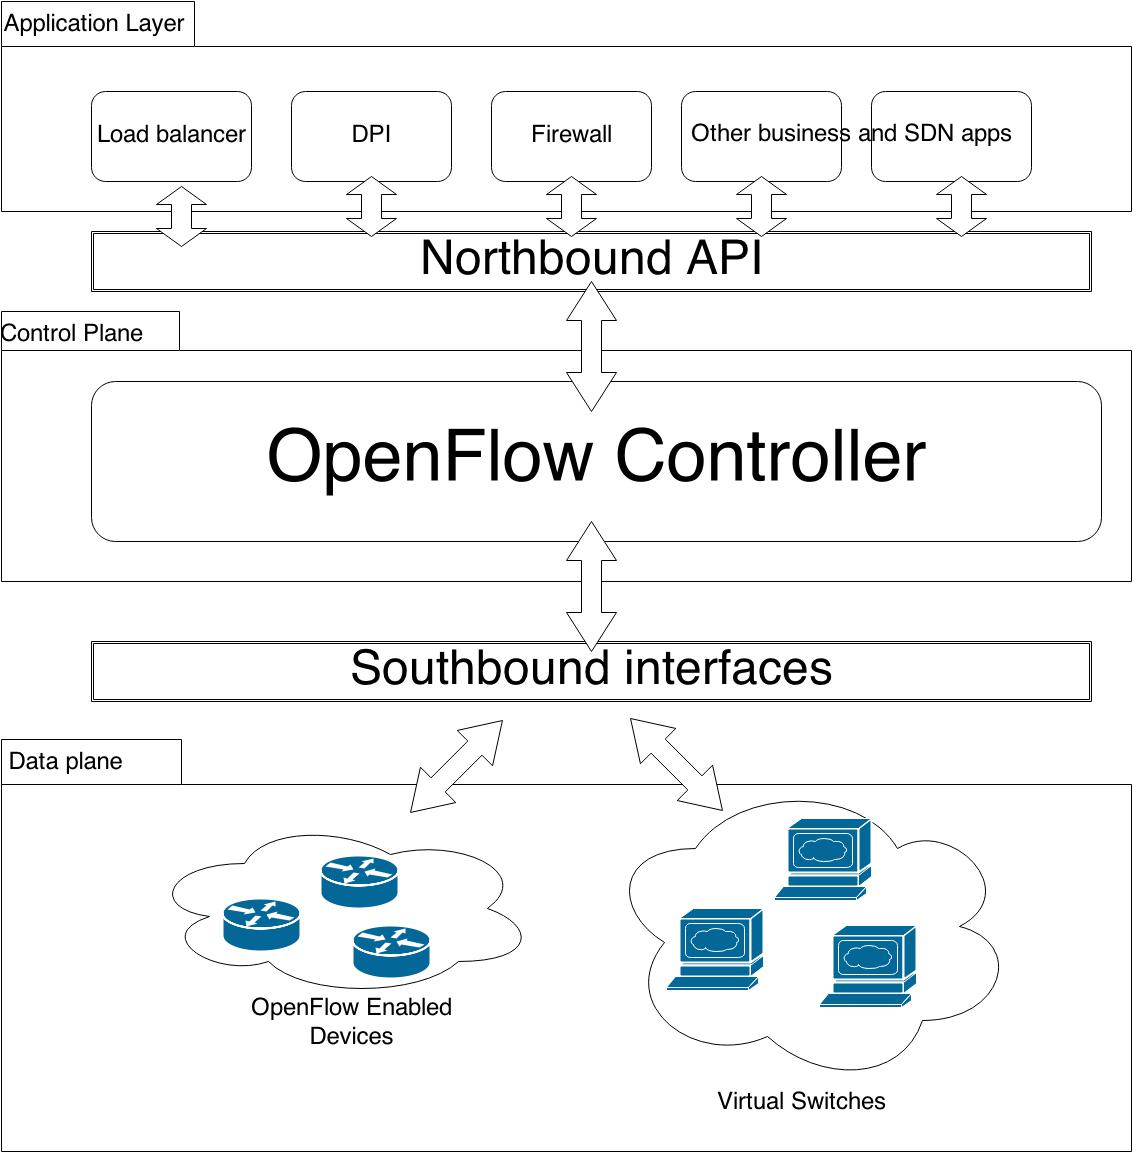 Application Layer
Load balancer
DPI
Firewall
Other business and SDN apps
Northbound API
Control Plane
OpenFlow Controller
Southbound interfaces
Data plane
OpenFlow Enabled
Devices
Virtual Switches